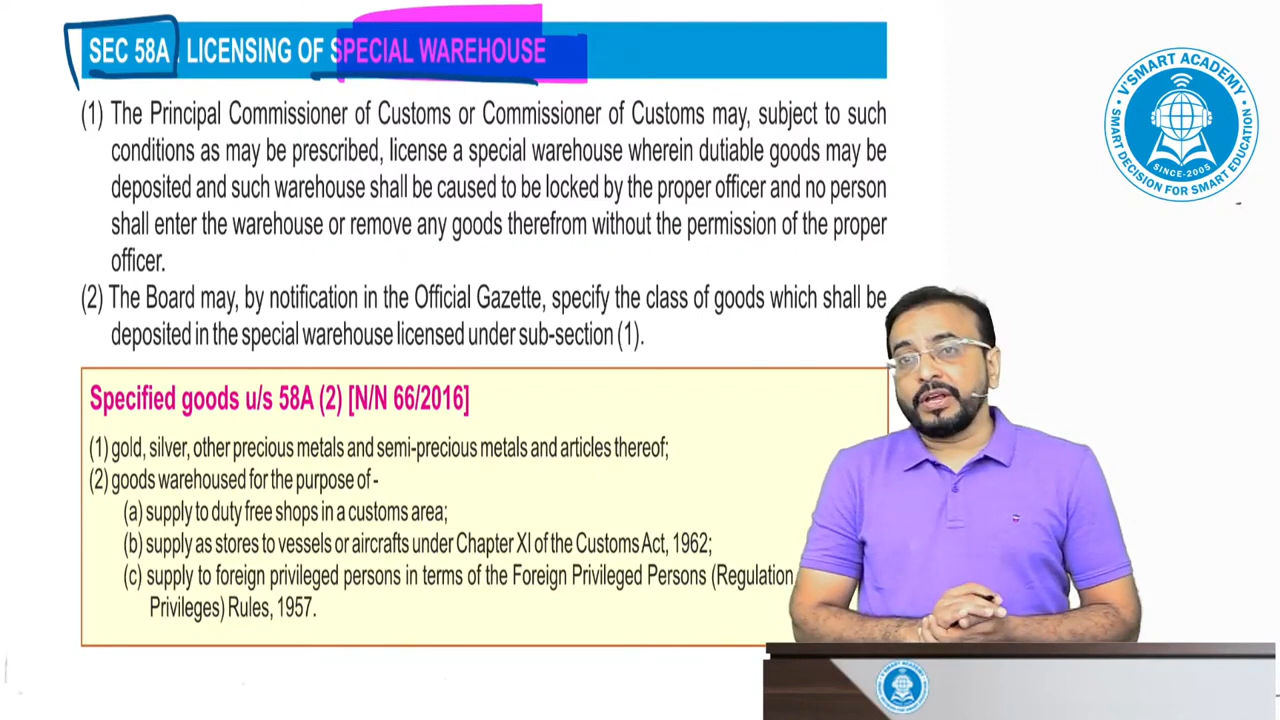 SEC 58A LICENSING OF SPECIAL WAREHOUSE
(1) The Principal Commissioner of Customs or Commissioner of Customs may, subject to such
conditions as may be prescribed, license a special warehouse wherein dutiable goods may be
deposited and such warehouse shall be caused to be locked by the proper officer and no person
shall enter the warehouse or remove any goods therefrom without the permission of the proper
officer.
(2) The Board may, by notification in the Official Gazette, specify the class of goods which shall be
deposited in the special warehouse licensed under sub-section (1).
Specified goods u/s 58A (2) [N/N 66/2016]
(1) gold, silver, other precious metals and semi-precious metals and articles thereof;
(2) goods warehoused for the purpose of -
(a) supply to duty free shops in a customs area;
(b) supply as stores to vessels or aircrafts under Chapter XI of the Customs Act, 1962;
(c) supply to foreign privileged persons in terms of the Foreign Privileged Persons (Regulation
Privileges) Rules, 1957.
V'SMART ACADEMY
SINCE-2005
SMART DECISION FOR SMART EDUCATION